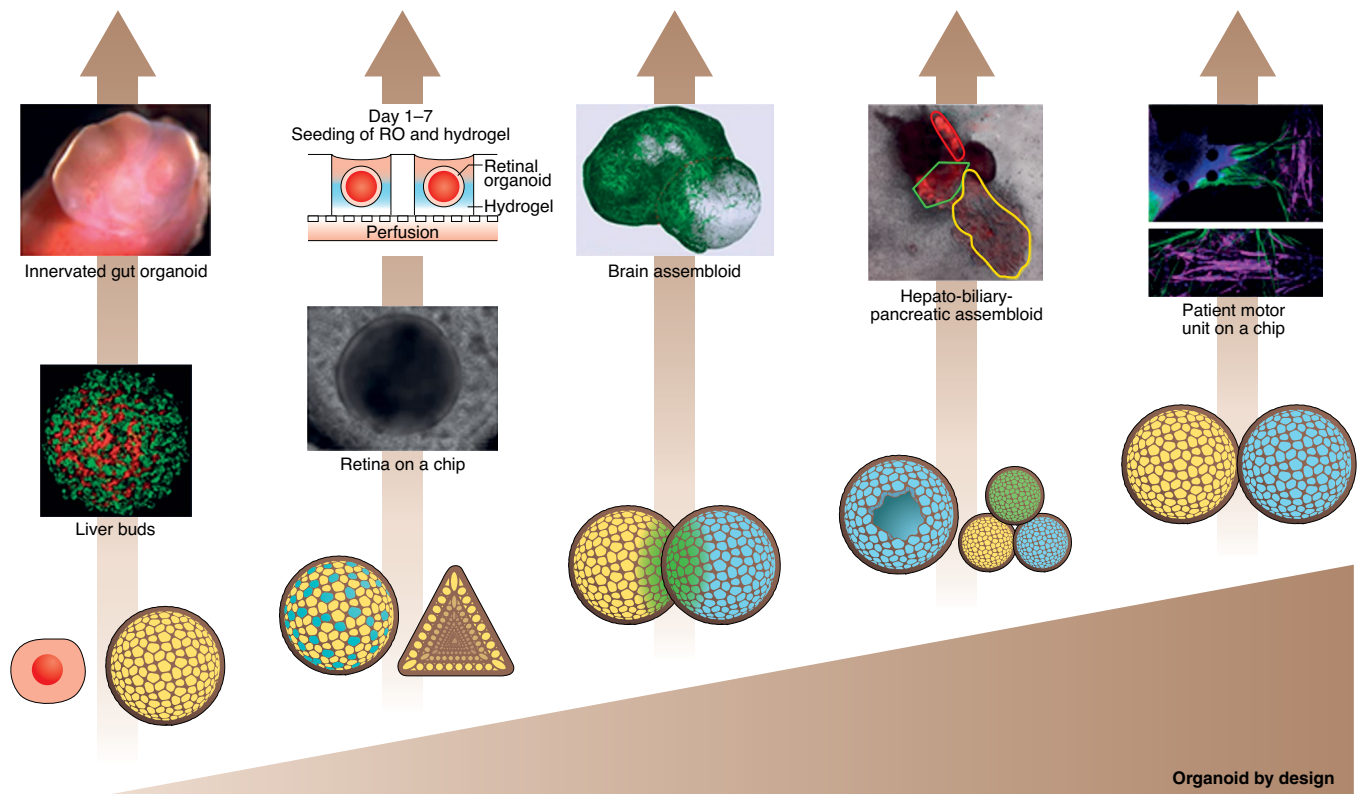 Innervated gut organoid
Liver buds
Day 1–7
Seeding of RO and hydrogel
Retinal
organoid
Hydrogel
Perfusion
Retina on a chip
Brain assembloid
Hepato-biliary-
pancreatic assembloid
Patient motor
unit on a chip
Organoid by design